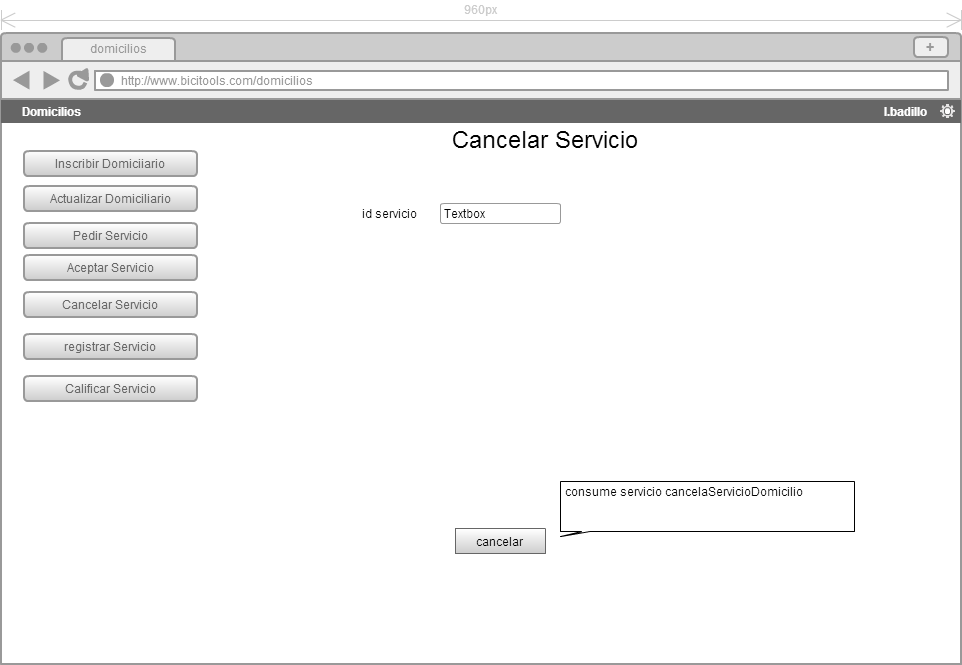 960px
domicilios
+
http://www.bicitools.com/domicilios
Domicilios
l.badillo
Cancelar Servicio
Inscribir Domiciiario
Actualizar Domiciliario
Pedir Servicio
Aceptar Servicio
Cancelar Servicio
registrar Servicio
Calificar Servicio
id servicio
Textbox
consume servicio cancelaServicioDomicilio
cancelar